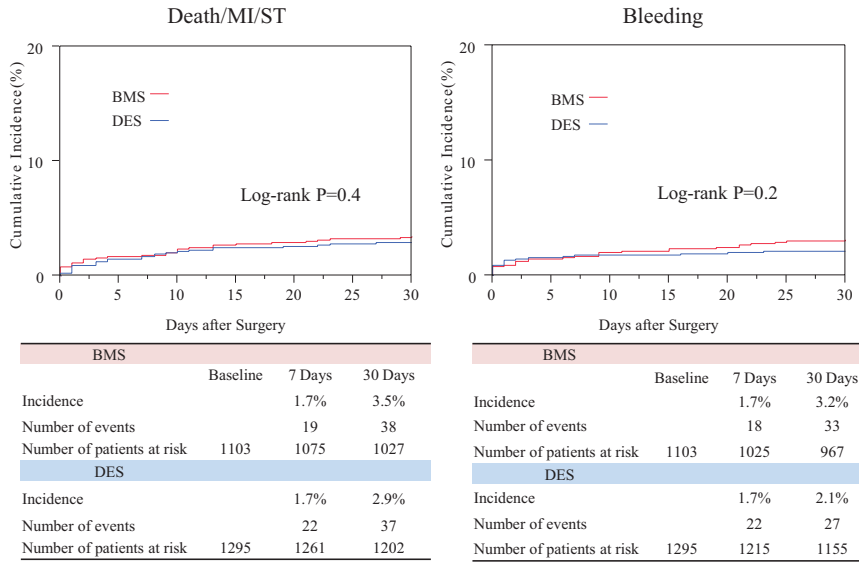 Death/MI/ST
Cumulative Incidence(%)
20
10
0
BMS
DES
Log-rank P=0.4
0 5 10 15 20 25 30
Days after Surgery
BMS
Baseline 7 Days 30 Days
Incidence 1.7% 3.5%
Number of events 19 38
Number of patients at risk 1103 1075 1027
DES
Incidence 1.7% 2.9%
Number of events 22 37
Number of patients at risk 1295 1261 1202
Bleeding
Cumulative Incidence(%)
20
10
0
BMS
DES
Log-rank P=0.2
0 5 10 15 20 25 30
Days after Surgery
BMS
Baseline 7 Days 30 Days
Incidence 1.7% 3.2%
Number of events 18 33
Number of patients at risk 1103 1025 967
DES
Incidence 1.7% 2.1%
Number of events 22 27
Number of patients at risk 1295 1215 1155